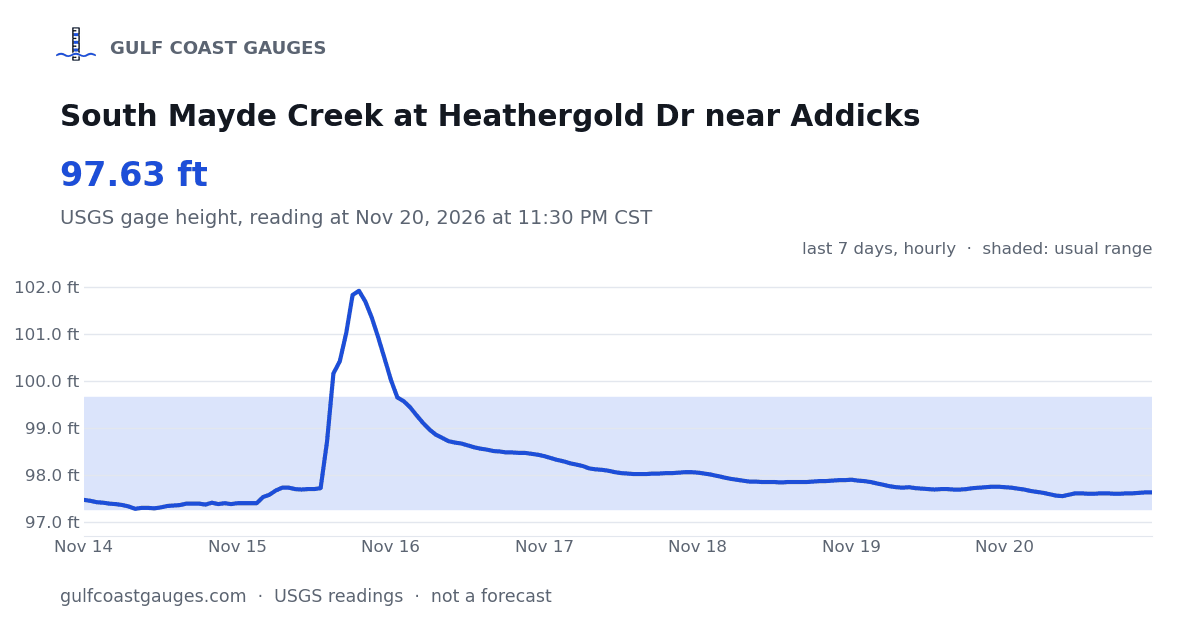 GULF COAST GAUGES
South Mayde Creek at Heathergold Dr near Addicks
97.63 ft
USGS gage height, reading at Nov 20, 2026 at 11:30 PM CST
last 7 days, hourly · shaded: usual range
102.0 ft
101.0 ft
100.0 ft
99.0 ft
98.0 ft
97.0 ft
Nov 14 Nov 15 Nov 16 Nov 17 Nov 18 Nov 19 Nov 20
gulfcoastgauges.com · USGS readings · not a forecast